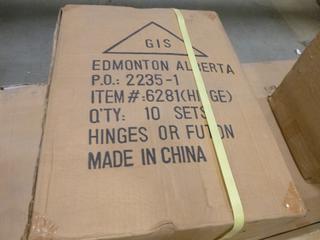 GIS
EDMONTON ALBERTA
P.O.: 2235-1
ITEM#:6281(HINGE)
Q'TY: 10 SETS
HINGES OR FUTON
MADE IN CHINA